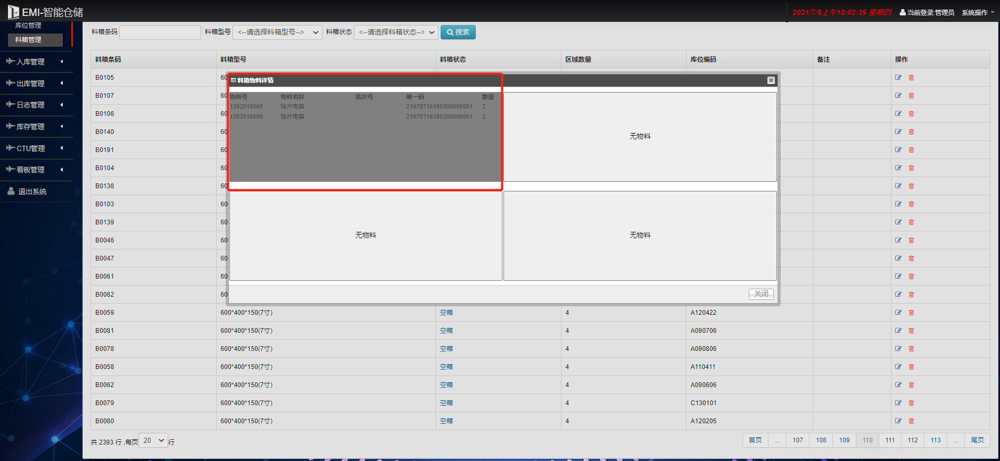 EMI-智能仓储
2021/7/8上午10:02:39 星期四 当前登录:管理员 系统操作
库位管理
料箱管理
入库管理
出库管理
日志管理
库存管理
CTU管理
看板管理
退出系统
料箱条码 料箱型号 <--请选择料箱型号--> 料箱状态 <--请选择料箱状态--> 搜索
料箱条码 料箱型号 料箱状态 区域数量 库位编码 备注 操作
B0105 60
B0107 60
B0106 60
B0140 60
B0191 60
B0104 60
B0138 60
B0103 60
B0139 60
B0046 60
B0047 60
B0061 60
B0082 60
料箱物料详情
物料号 物料名称 批次号 唯一码 数量
1302010060 贴片电容 21070716165500000001 2
1302010099 贴片电容 21070716185200000001 2
无物料
无物料 无物料
关闭
B0059 600*400*150(7寸) 空箱 4 A120422
B0081 600*400*150(7寸) 空箱 4 A090706
B0078 600*400*150(7寸) 空箱 4 A090806
B0058 600*400*150(7寸) 空箱 4 A110411
B0062 600*400*150(7寸) 空箱 4 A090606
B0079 600*400*150(7寸) 空箱 4 C130101
B0080 600*400*150(7寸) 空箱 4 A120205
共 2393 行 ,每页 20 行
首页 ... 107 108 109 110 111 112 113 ... 尾页